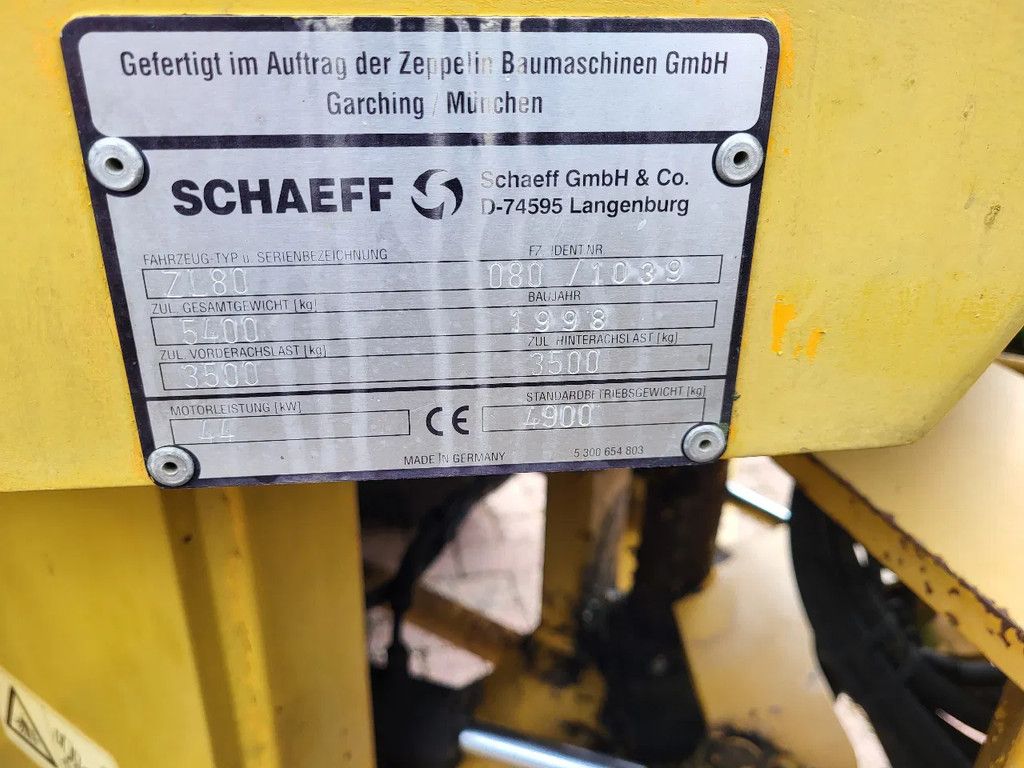 Gefertigt im Auftrag der Zeppelin Baumaschinen GmbH
Garching / München
SCHAEFF
Schaeff GmbH & Co.
D-74595 Langenburg
FAHRZEUG-TYP u. SERIENBEZEICHNUNG FZ. IDENT.NR.
ZL80 080 /1039
ZUL. GESAMTGEWICHT [kg] BAUJAHR
5400 1998
ZUL. VORDERACHSLAST [kg] ZUL. HINTERACHSLAST [kg]
3500 3500
MOTORLEISTUNG [kW] STANDARDBETRIEBSGEWICHT [kg]
44 CE 4900
MADE IN GERMANY 5 300 654 803